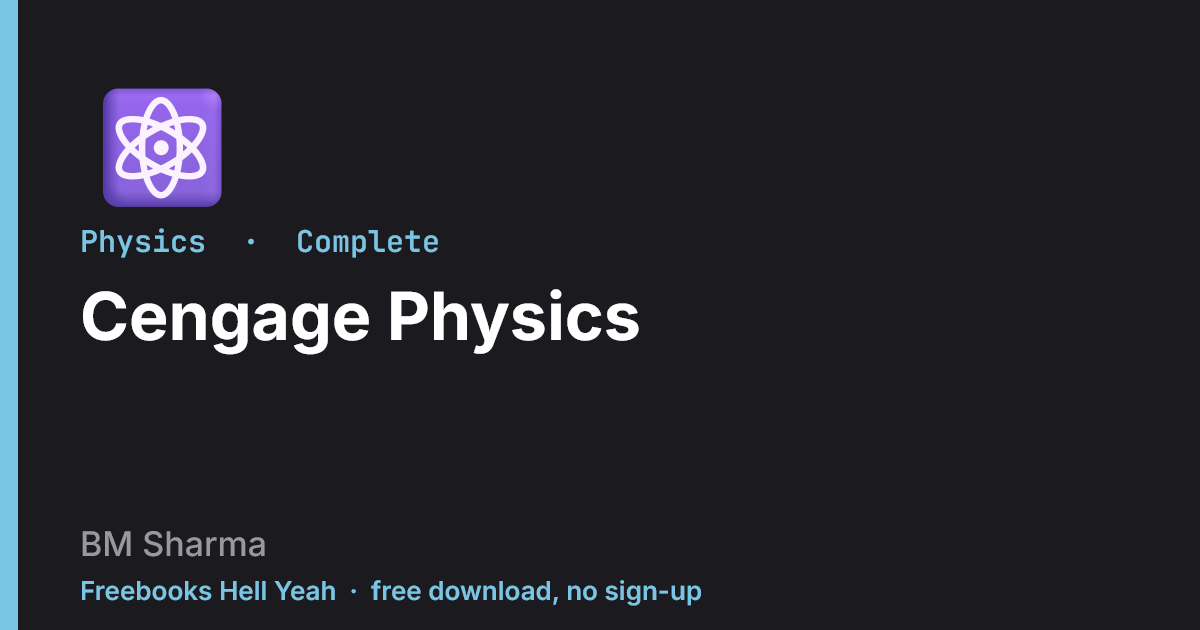 Physics · Complete
Cengage Physics
BM Sharma
Freebooks Hell Yeah · free download, no sign-up